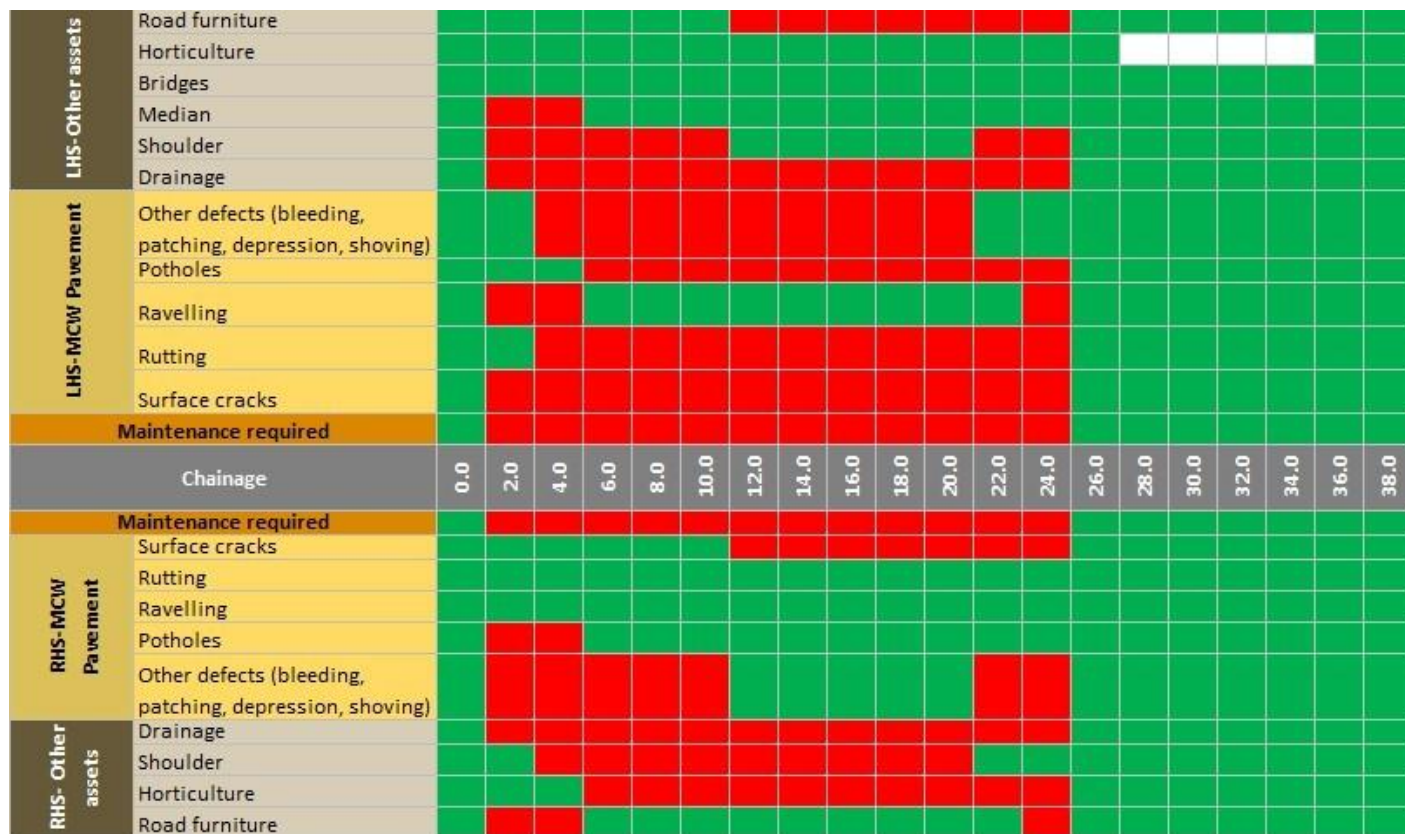 LHS-Other assets
Road furniture
Horticulture
Bridges
Median
Shoulder
Drainage
LHS-MCW Pavement
Other defects (bleeding,
patching, depression, shoving)
Potholes
Ravelling
Rutting
Surface cracks
Maintenance required
Chainage 0.0 2.0 4.0 6.0 8.0 10.0 12.0 14.0 16.0 18.0 20.0 22.0 24.0 26.0 28.0 30.0 32.0 34.0 36.0 38.0
Maintenance required
RHS-MCW
Pavement
Surface cracks
Rutting
Ravelling
Potholes
Other defects (bleeding,
patching, depression, shoving)
RHS- Other
assets
Drainage
Shoulder
Horticulture
Road furniture